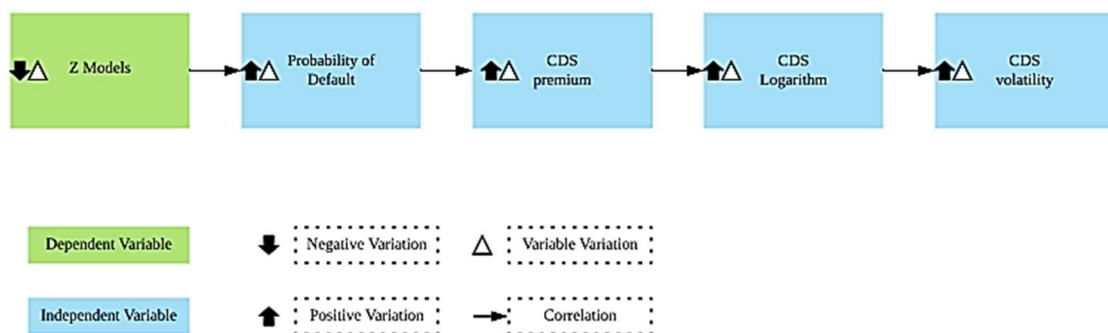 Z Models
Probability of
Default
CDS
premium
CDS
Logarithm
CDS
volatility
Dependent Variable
Negative Variation
Variable Variation
Independent Variable
Positive Variation
Correlation